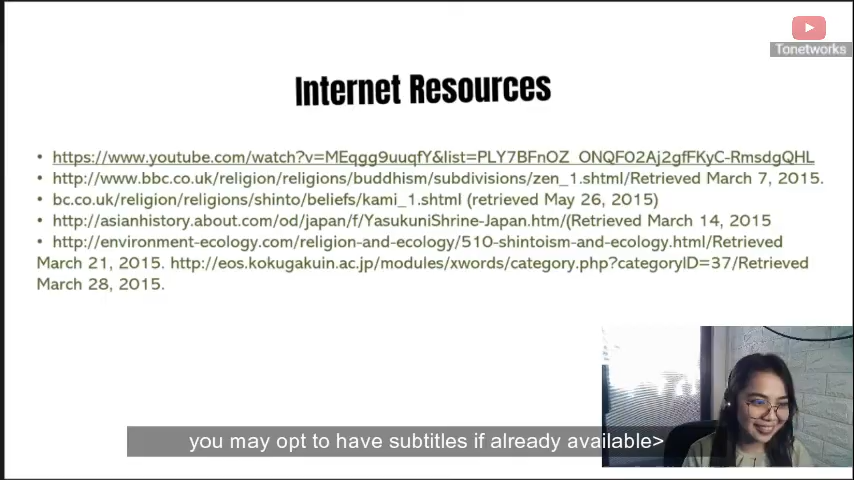 Tonetworks
Internet Resources
• https://www.youtube.com/watch?v=MEqgg9uuqfY&list=PLY7BFnOZ_ONQF02Aj2gfFKyC-RmsdgQHL
• http://www.bbc.co.uk/religion/religions/buddhism/subdivisions/zen_1.shtml/Retrieved March 7, 2015.
• bc.co.uk/religion/religions/shinto/beliefs/kami_1.shtml (retrieved May 26, 2015)
• http://asianhistory.about.com/od/japan/f/YasukuniShrine-Japan.htm/(Retrieved March 14, 2015
• http://environment-ecology.com/religion-and-ecology/510-shintoism-and-ecology.html/Retrieved
March 21, 2015. http://eos.kokugakuin.ac.jp/modules/xwords/category.php?categoryID=37/Retrieved
March 28, 2015.
you may opt to have subtitles if already available>